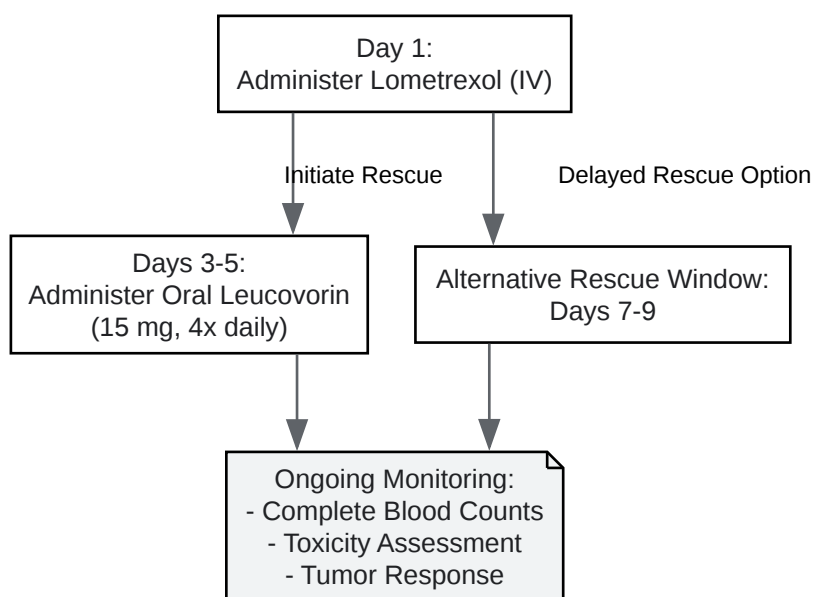 Day 1:
Administer Lometrexol (IV)
Initiate Rescue
Delayed Rescue Option
Days 3-5:
Administer Oral Leucovorin
(15 mg, 4x daily)
Alternative Rescue Window:
Days 7-9
Ongoing Monitoring:
- Complete Blood Counts
- Toxicity Assessment
- Tumor Response